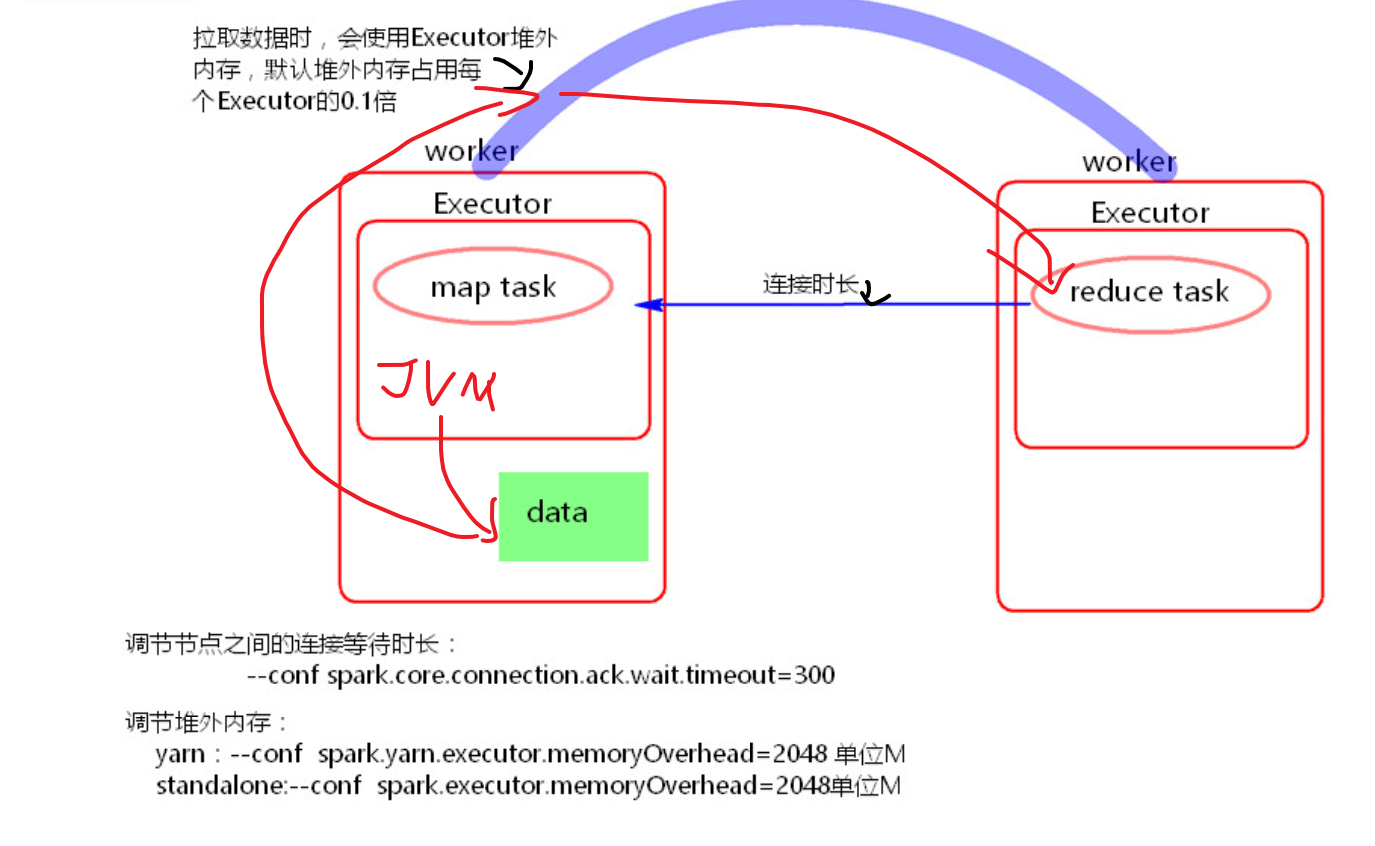 拉取数据时，会使用Executor堆外
内存，默认堆外内存占用每
个Executor的0.1倍
worker
worker
Executor
Executor
map task
连接时长
reduce task
JVM
data
调节节点之间的连接等待时长：
--conf spark.core.connection.ack.wait.timeout=300
调节堆外内存：
yarn：--conf  spark.yarn.executor.memoryOverhead=2048 单位M
standalone:--conf  spark.executor.memoryOverhead=2048单位M